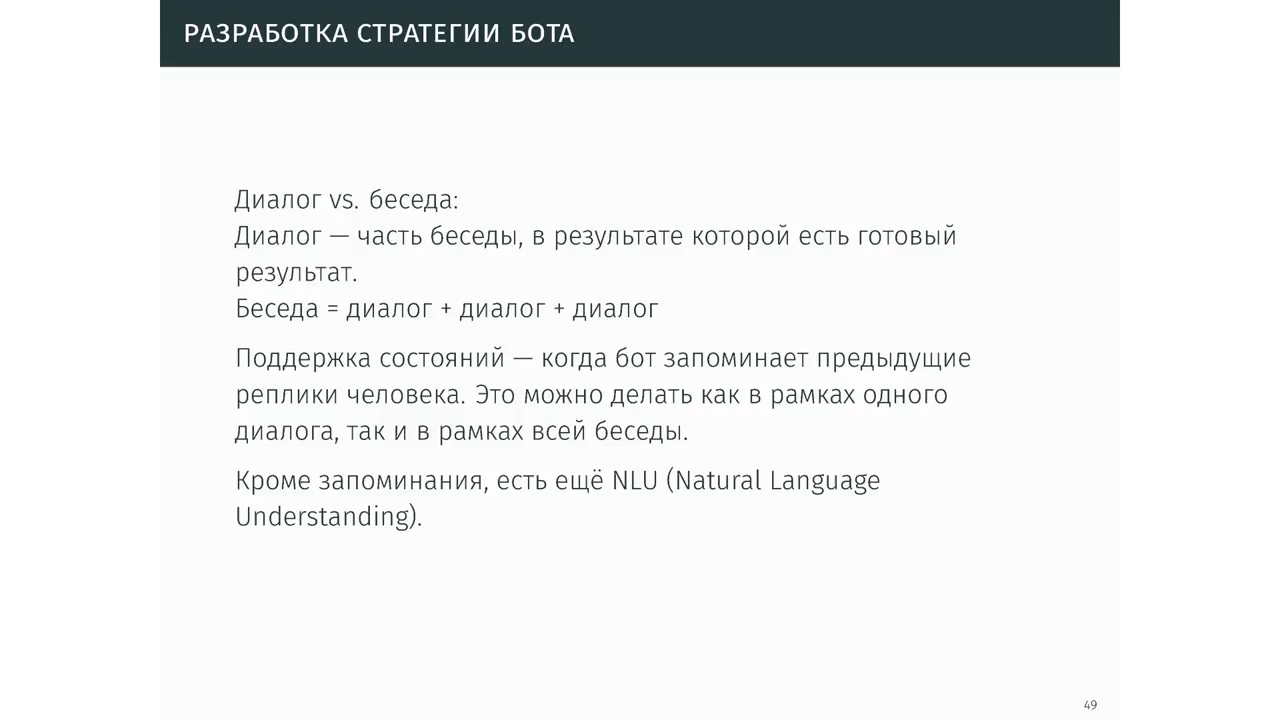 РАЗРАБОТКА СТРАТЕГИИ БОТА
Диалог vs. беседа:
Диалог — часть беседы, в результате которой есть готовый
результат.
Беседа = диалог + диалог + диалог
Поддержка состояний — когда бот запоминает предыдущие
реплики человека. Это можно делать как в рамках одного
диалога, так и в рамках всей беседы.
Кроме запоминания, есть ещё NLU (Natural Language
Understanding).
49